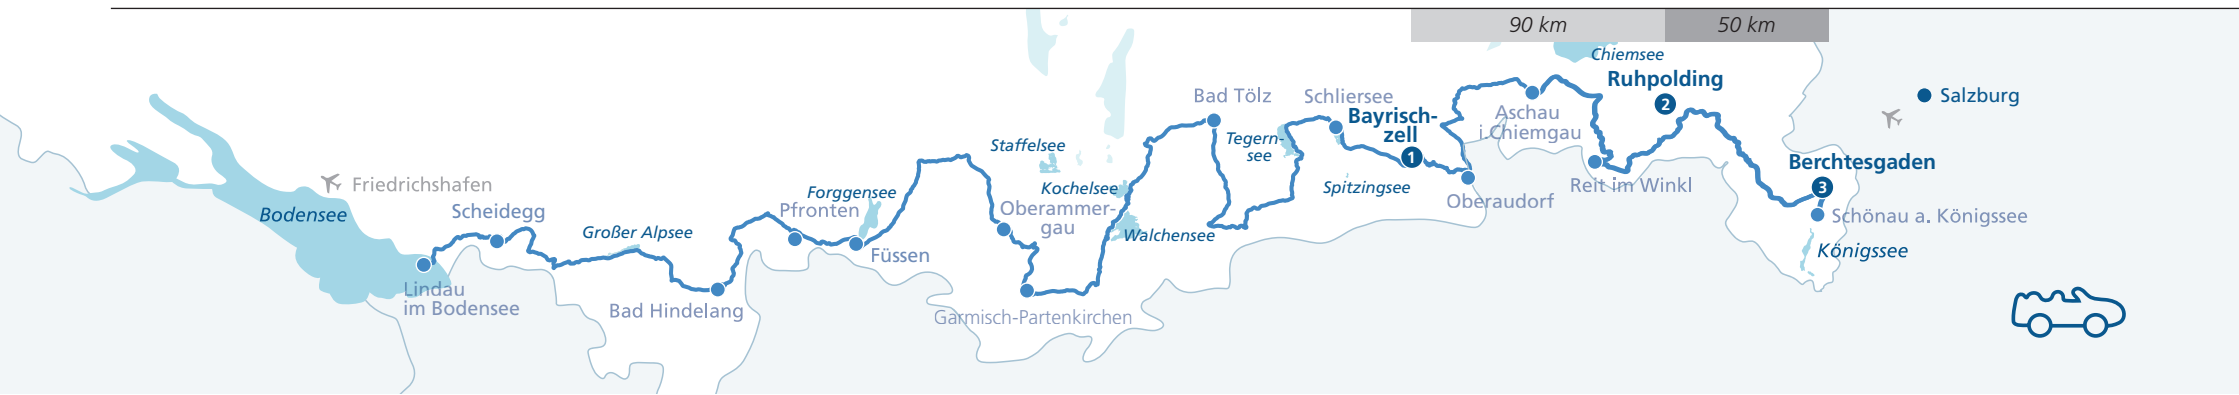 90 km
50 km
Chiemsee
Ruhpolding
2
Salzburg
Bad Tölz
Schliersee
Bayrisch-
zell
1
Aschau
i.Chiemgau
Tegern-
see
Staffelsee
Berchtesgaden
3
Friedrichshafen
Kochelsee
Spitzingsee
Reit im Winkl
Forggensee
Pfronten
Oberammer-
gau
Oberaudorf
Bodensee
Scheidegg
Schönau a. Königssee
Großer Alpsee
Walchensee
Königssee
Füssen
Lindau
im Bodensee
Bad Hindelang
Garmisch-Partenkirchen